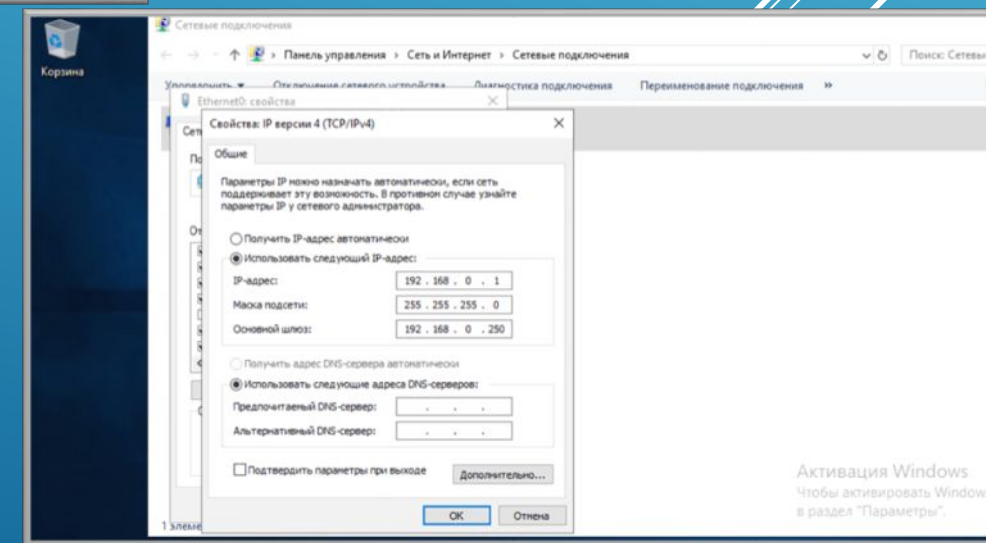 Сетевые подключения
Корзина
Панель управления › Сеть и Интернет › Сетевые подключения
Поиск: Сетевы
Упорядочить Отключение сетевого устройства Диагностика подключения Переименование подключения »
Ethernet0: свойства
Сет
Свойства: IP версии 4 (TCP/IPv4)
По
Общие
Параметры IP можно назначать автоматически, если сеть
поддерживает эту возможность. В противном случае узнайте
параметры IP у сетевого администратора.
От
Получить IP-адрес автоматически
Использовать следующий IP-адрес:
IP-адрес: 192 . 168 . 0 . 1
Маска подсети: 255 . 255 . 255 . 0
Основной шлюз: 192 . 168 . 0 . 250
Получить адрес DNS-сервера автоматически
Использовать следующие адреса DNS-серверов:
Предпочитаемый DNS-сервер: . . .
Альтернативный DNS-сервер: . . .
Подтвердить параметры при выходе
Дополнительно...
Активация Windows
Чтобы активировать Window
в раздел "Параметры".
OK Отмена
1 элеме